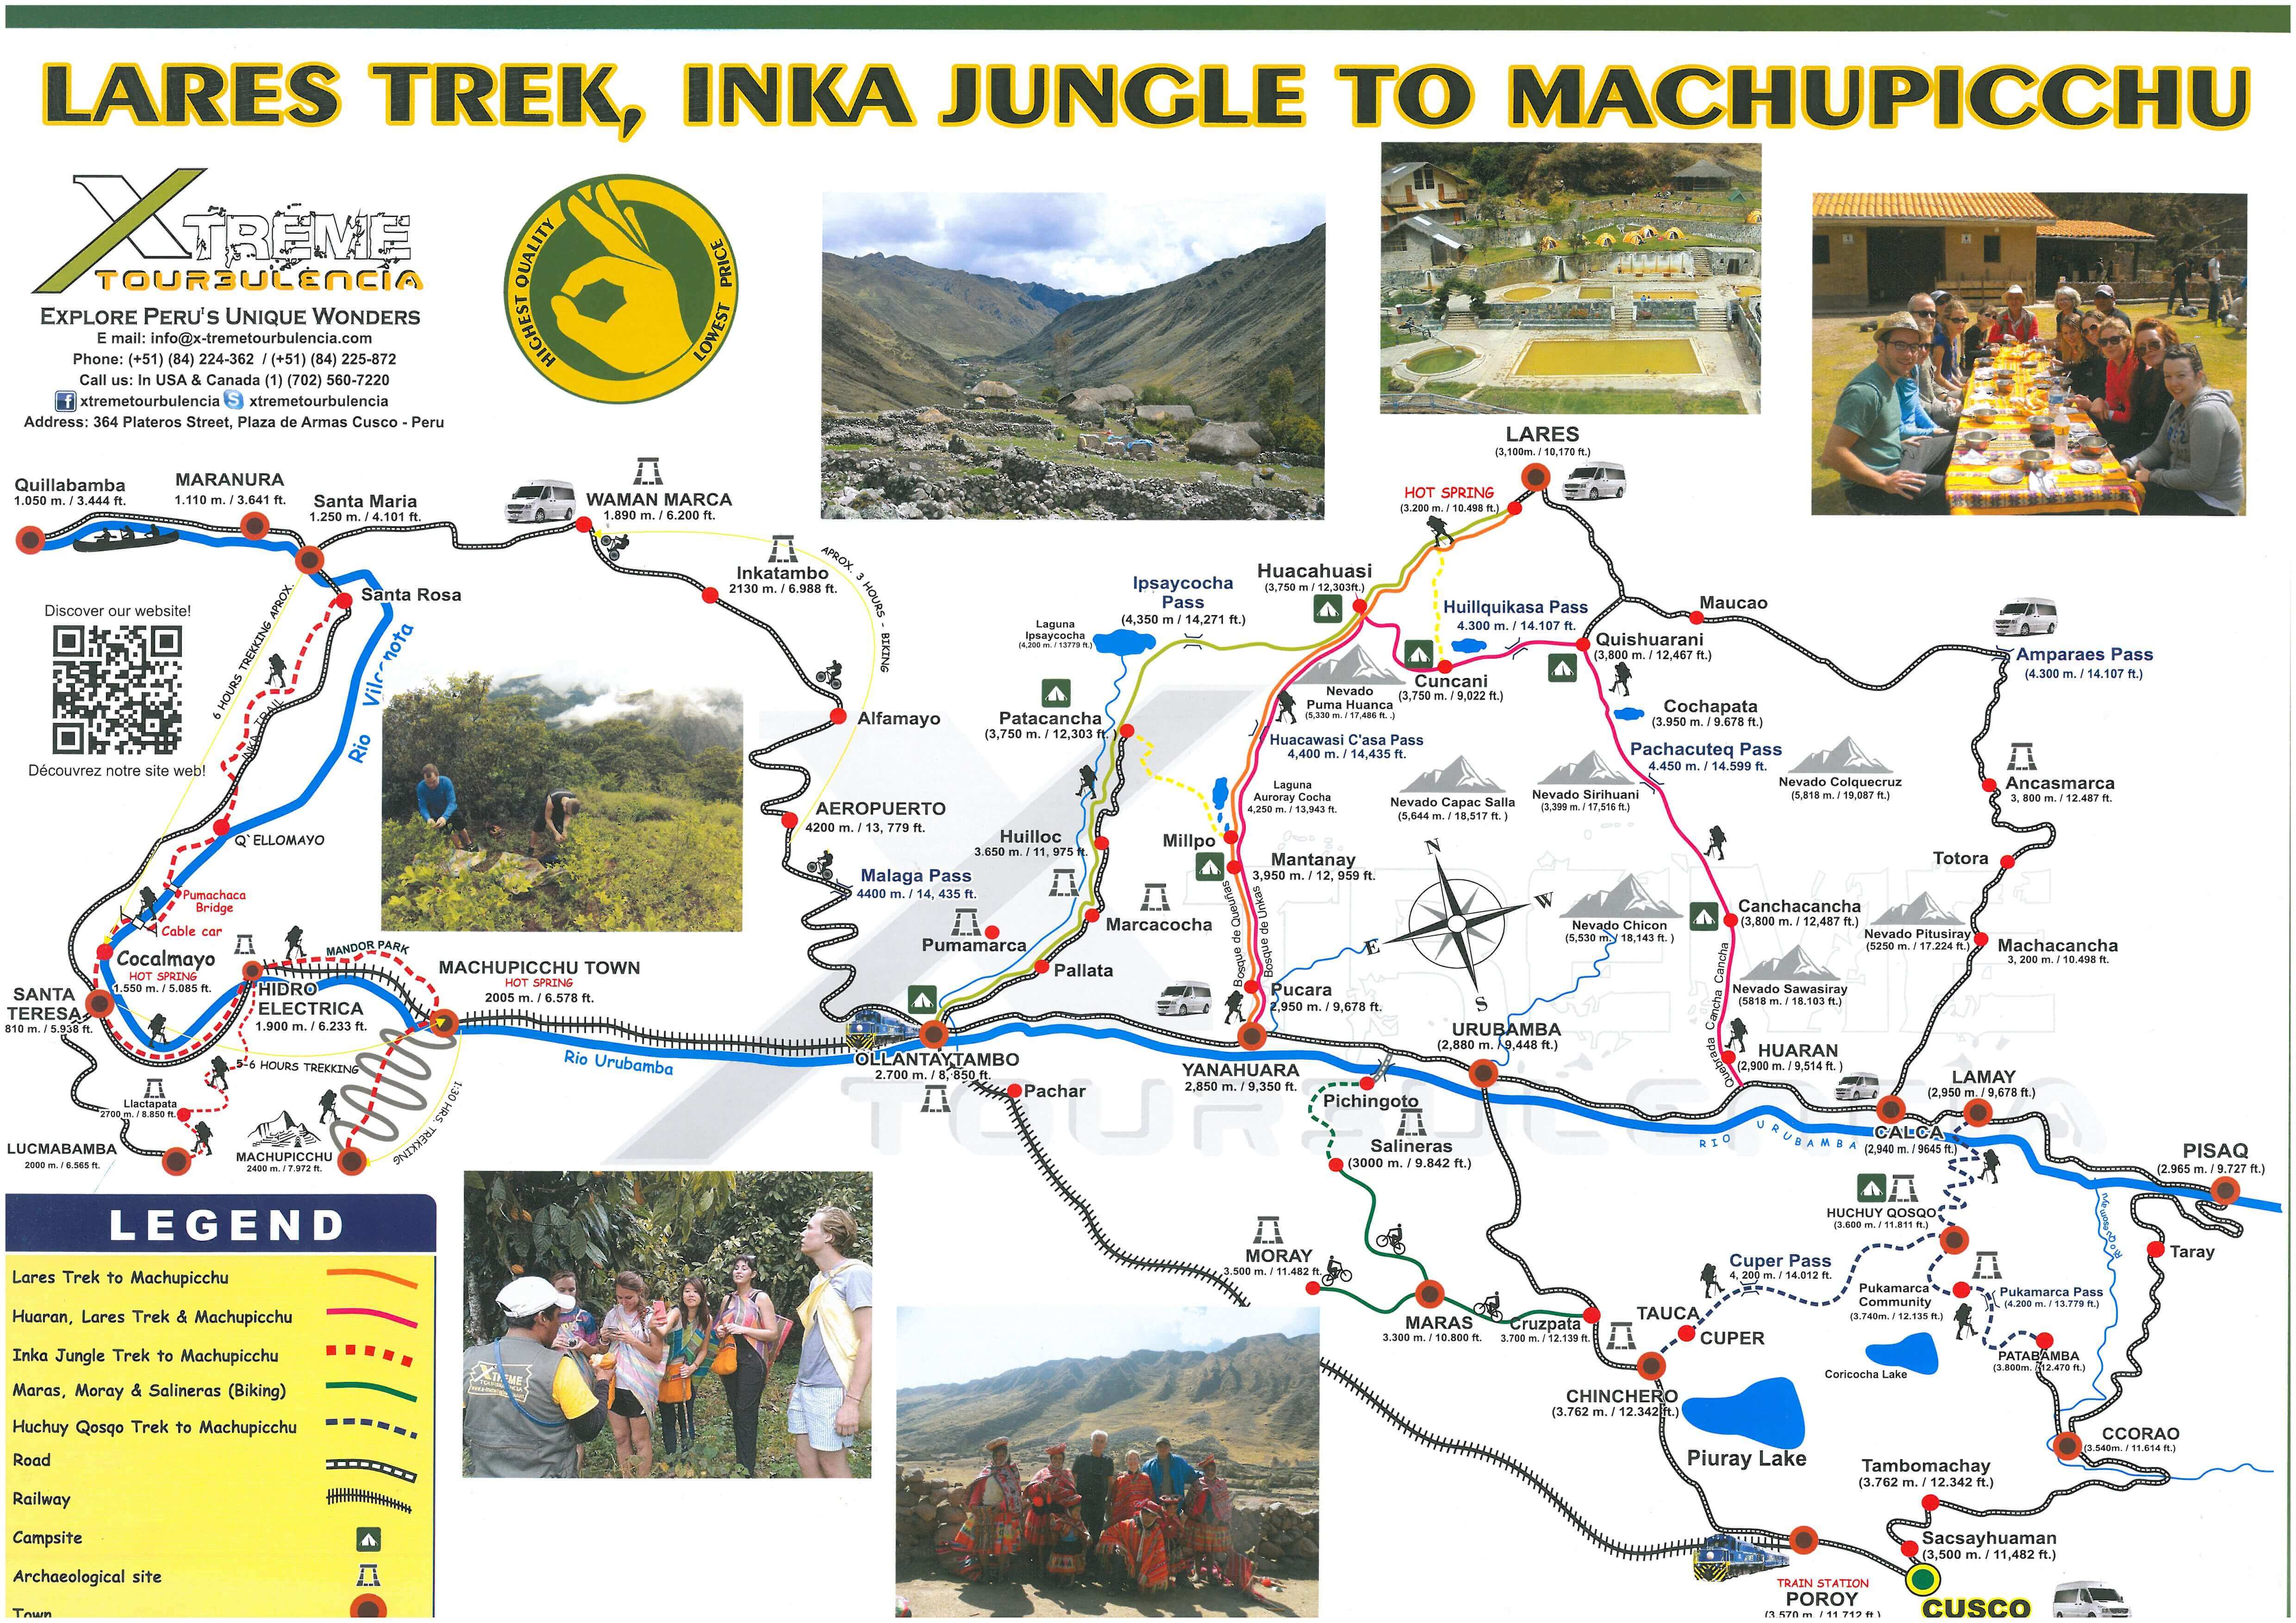 LARES TREK, INKA JUNGLE TO MACHUPICCHU
XTREME
TOURBULENCIA
EXPLORE PERU'S UNIQUE WONDERS
E mail: info@x-tremetourbulencia.com
Phone: (+51) (84) 224-362 / (+51) (84) 225-872
Call us: In USA & Canada (1) (702) 560-7220
xtremetourbulencia xtremetourbulencia
Address: 364 Plateros Street, Plaza de Armas Cusco - Peru
HIGHEST QUALITY
LOWEST PRICE
Quillabamba
1.050 m. / 3.444 ft.
MARANURA
1.110 m. / 3.641 ft.
Santa Maria
1.250 m. / 4.101 ft.
WAMAN MARCA
1.890 m. / 6.200 ft.
Inkatambo
2130 m. / 6.988 ft.
APROX. 3 HOURS - BIKING
Santa Rosa
Discover our website!
Découvrez notre site web!
6 HOURS TREKKING APROX.
INKA TRAIL
Rio Vilcanota
Alfamayo
AEROPUERTO
4200 m. / 13, 779 ft.
Malaga Pass
4400 m. / 14, 435 ft.
Q`ELLOMAYO
Pumachaca
Bridge
Cable car
Cocalmayo
HOT SPRING
1.550 m. / 5.085 ft.
SANTA
TERESA
810 m. / 5.938 ft.
HIDRO
ELECTRICA
1.900 m. / 6.233 ft.
MANDOR PARK
MACHUPICCHU TOWN
HOT SPRING
2005 m. / 6.578 ft.
5-6 HOURS TREKKING
1:30 HRS. TREKKING
Llactapata
2700 m. / 8.850 ft.
LUCMABAMBA
2000 m. / 6.565 ft.
MACHUPICCHU
2400 m. / 7.972 ft.
Rio Urubamba
OLLANTAYTAMBO
2.700 m. / 8, 850 ft.
Pachar
LARES
(3,100m. / 10,170 ft.)
HOT SPRING
(3.200 m. / 10.498 ft.)
Huacahuasi
(3,750 m / 12,303ft.)
Ipsaycocha
Pass
(4,350 m / 14,271 ft.)
Laguna
Ipsaycocha
(4,200 m. / 13779 ft.)
Patacancha
(3,750 m. / 12,303 ft.)
Huilloc
3.650 m. / 11, 975 ft.
Marcacocha
Pumamarca
Pallata
Huillquikasa Pass
4.300 m. / 14.107 ft.
Quishuarani
(3,800 m. / 12,467 ft.)
Maucao
Amparaes Pass
(4.300 m. / 14.107 ft.)
Cuncani
(3,750 m. / 9,022 ft.)
Nevado
Puma Huanca
(5,330 m. / 17,486 ft. .)
Huacawasi C'asa Pass
4,400 m. / 14,435 ft.
Cochapata
(3.950 m. / 9.678 ft.)
Pachacuteq Pass
4.450 m. / 14.599 ft.
Laguna
Auroray Cocha
4,250 m. / 13,943 ft.
Nevado Capac Salla
(5,644 m. / 18,517 ft. )
Nevado Sirihuani
(3,399 m. / 17,516 ft.)
Nevado Colquecruz
(5,818 m. / 19,087 ft.)
Ancasmarca
3, 800 m. / 12.487 ft.
Millpo
Mantanay
3,950 m. / 12, 959 ft.
Totora
Bosque de Queuñas
Bosque de Unkas
N
W
E
S
Nevado Chicon
(5,530 m. / 18,143 ft. )
Canchacancha
(3,800 m. / 12,487 ft.)
Nevado Pitusiray
(5250 m. / 17.224 ft.)
Machacancha
3, 200 m. / 10.498 ft.
Nevado Sawasiray
(5818 m. / 18.103 ft.)
Quebrada Cancha Cancha
Pucara
2,950 m. / 9,678 ft.
YANAHUARA
2,850 m. / 9,350 ft.
URUBAMBA
(2,880 m. / 9,448 ft.)
HUARAN
(2,900 m. / 9,514 ft.)
LAMAY
(2,950 m. / 9,678 ft.)
RIO URUBAMBA
CALCA
(2,940 m. / 9645 ft.)
PISAQ
(2.965 m. / 9.727 ft.)
Pichingoto
Salineras
(3000 m. / 9.842 ft.)
HUCHUY QOSQO
(3.600 m. / 11.811 ft.)
Taray
MORAY
3.500 m. / 11.482 ft.
Cuper Pass
4, 200 m. / 14.012 ft.
Pukamarca
Community
(3.740m. / 12.135 ft.)
Pukamarca Pass
(4.200 m. / 13.779 ft.)
MARAS
3.300 m. / 10.800 ft.
Cruzpata
3.700 m. / 12.139 ft.
TAUCA
CUPER
PATABAMBA
(3.800m. / 12.470 ft.)
Coricocha Lake
CHINCHERO
(3.762 m. / 12.342 ft.)
Piuray Lake
CCORAO
(3.540m. / 11.614 ft.)
Tambomachay
(3.762 m. / 12.342 ft.)
Sacsayhuaman
(3,500 m. / 11,482 ft.)
TRAIN STATION
POROY
(3.570 m. / 11.712 ft.)
CUSCO
LEGEND
Lares Trek to Machupicchu
Huaran, Lares Trek & Machupicchu
Inka Jungle Trek to Machupicchu
Maras, Moray & Salineras (Biking)
Huchuy Qosqo Trek to Machupicchu
Road
Railway
Campsite
Archaeological site
Town
XTREME
TOURBULENCIA